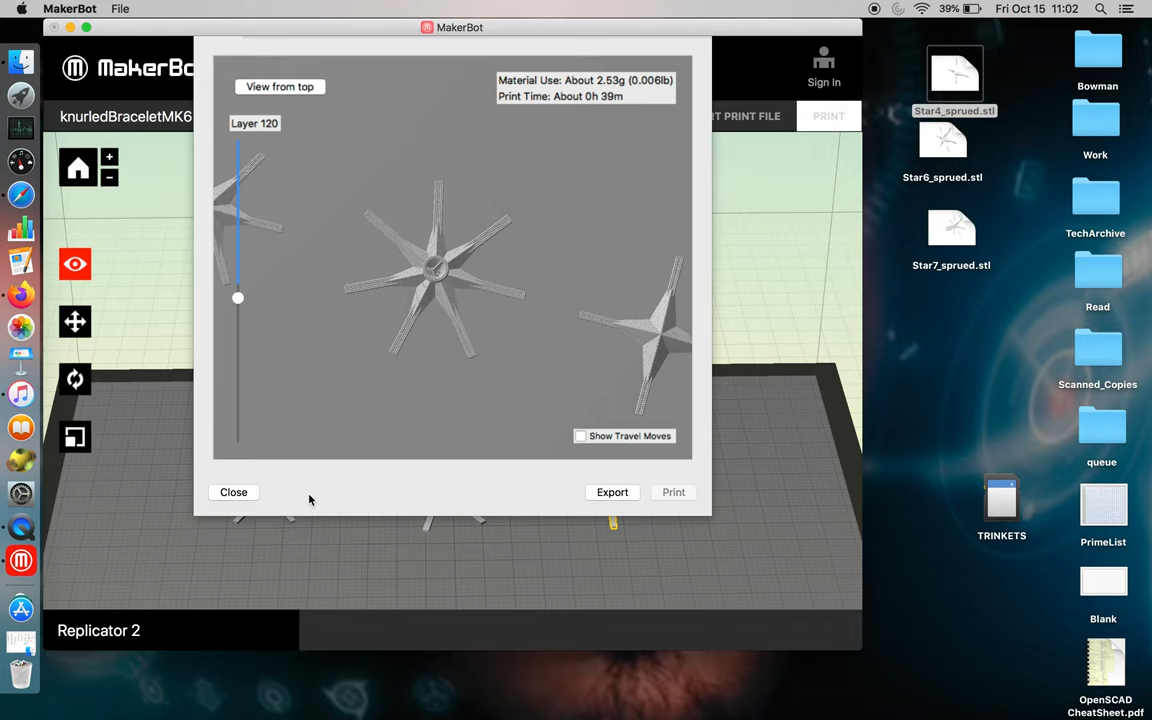 MakerBot File
39% Fri Oct 15 11:02
MakerBot
MakerBo
Sign In
knurledBraceletMK6
RT PRINT FILE
PRINT
View from top
Material Use: About 2.53g (0.006lb)
Print Time: About 0h 39m
Layer 120
+
-
Show Travel Moves
Close
Export
Print
Replicator 2
Star4_sprued.stl
Star6_sprued.stl
Star7_sprued.stl
TRINKETS
Bowman
Work
TechArchive
Read
Scanned_Copies
queue
PrimeList
Blank
OpenSCAD
CheatSheet.pdf